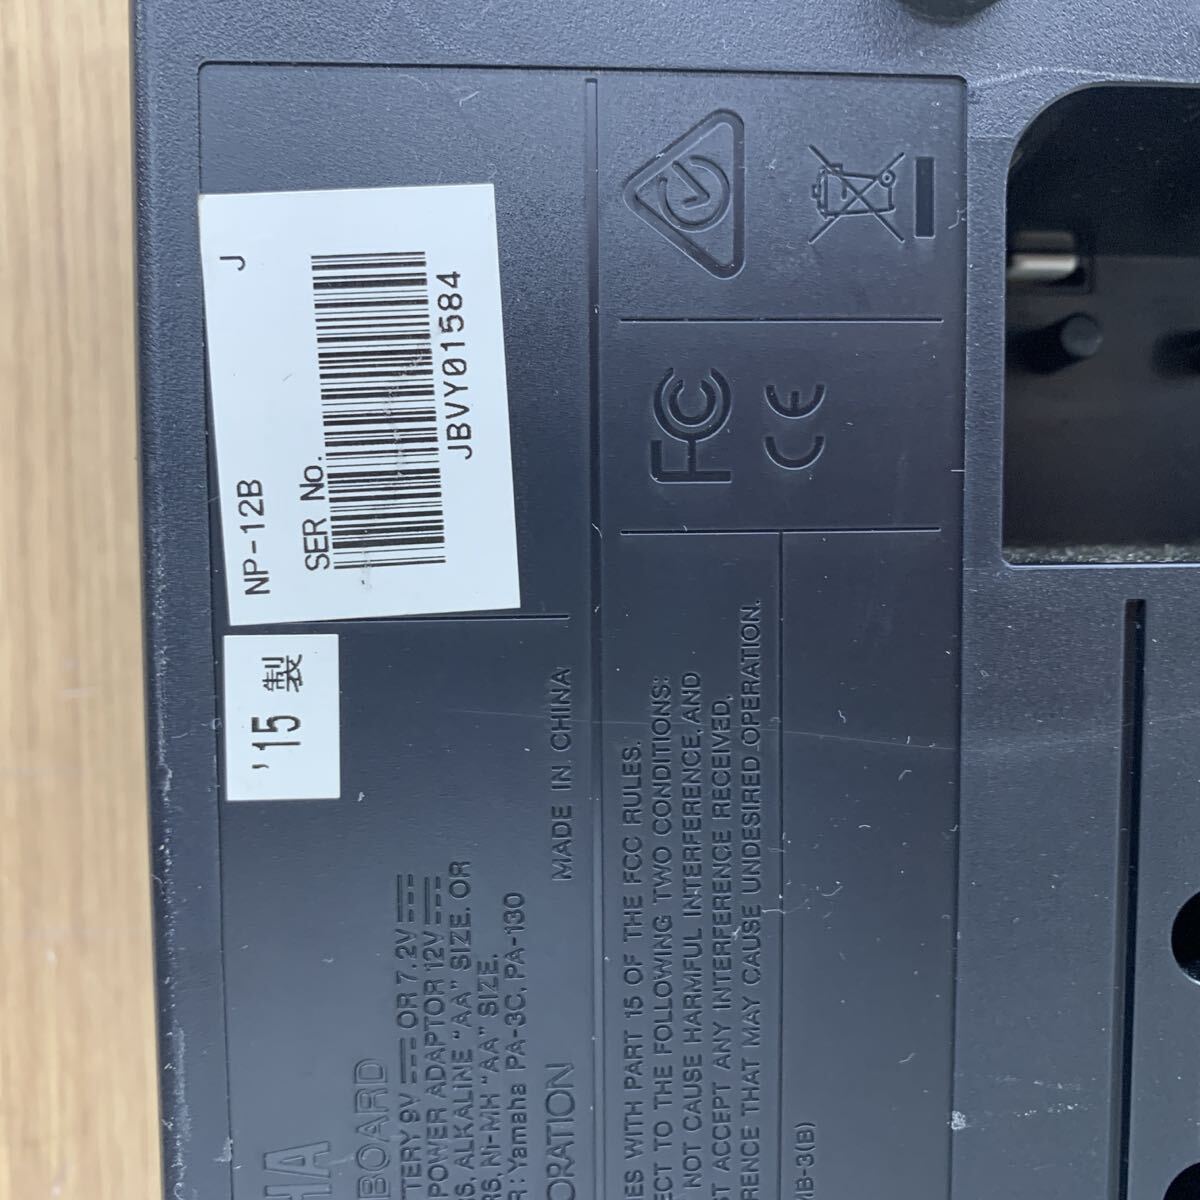 NP-12B J
SER No.
JBVY01584
'15 製
HA
BOARD
TTERY 9V OR 7.2V
POWER ADAPTOR 12V
S, ALKALINE "AA" SIZE, OR
RS, Ni-MH "AA" SIZE.
R: Yamaha PA-3C, PA-130
ORATION MADE IN CHINA
FC
CE
IES WITH PART 15 OF THE FCC RULES.
ECT TO THE FOLLOWING TWO CONDITIONS:
NOT CAUSE HARMFUL INTERFERENCE, AND
T ACCEPT ANY INTERFERENCE RECEIVED,
RENCE THAT MAY CAUSE UNDESIRED OPERATION.
MB-3(B)